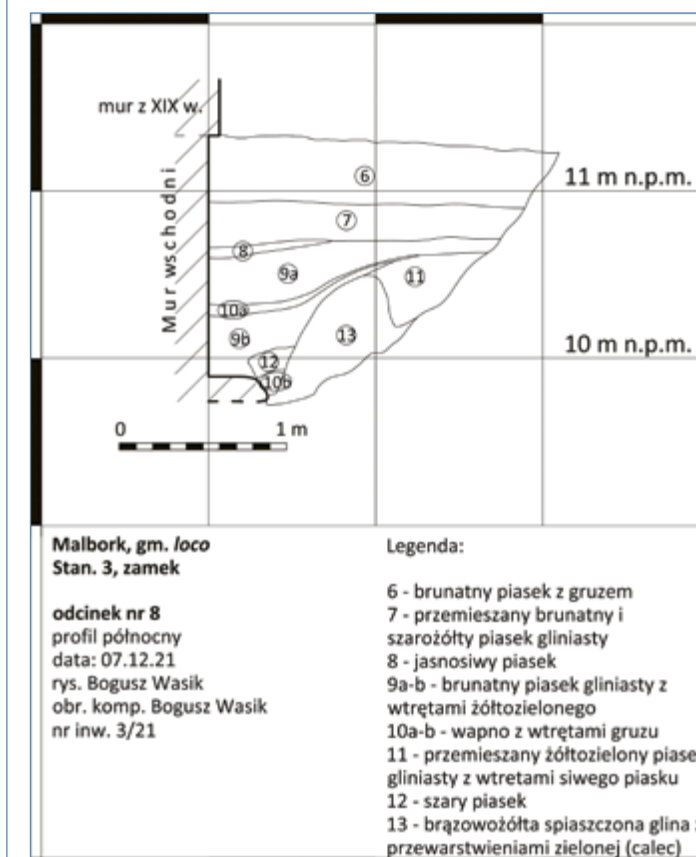 mur z XIX w.
Mur wschodni
6
11 m n.p.m.
7
8
9a
11
10a
9b
13
10 m n.p.m.
12
10b
0 1 m
Malbork, gm. loco
Stan. 3, zamek
odcinek nr 8
profil północny
data: 07.12.21
rys. Bogusz Wasik
obr. komp. Bogusz Wasik
nr inw. 3/21
Legenda:
6 - brunatny piasek z gruzem
7 - przemieszany brunatny i
szarożółty piasek gliniasty
8 - jasnosiwy piasek
9a-b - brunatny piasek gliniasty z
wtrętami żółtozielonego
10a-b - wapno z wtrętami gruzu
11 - przemieszany żółtozielony piase
gliniasty z wtretami siwego piasku
12 - szary piasek
13 - brązowożółta spiaszczona glina z
przewarstwieniami zielonej (calec)